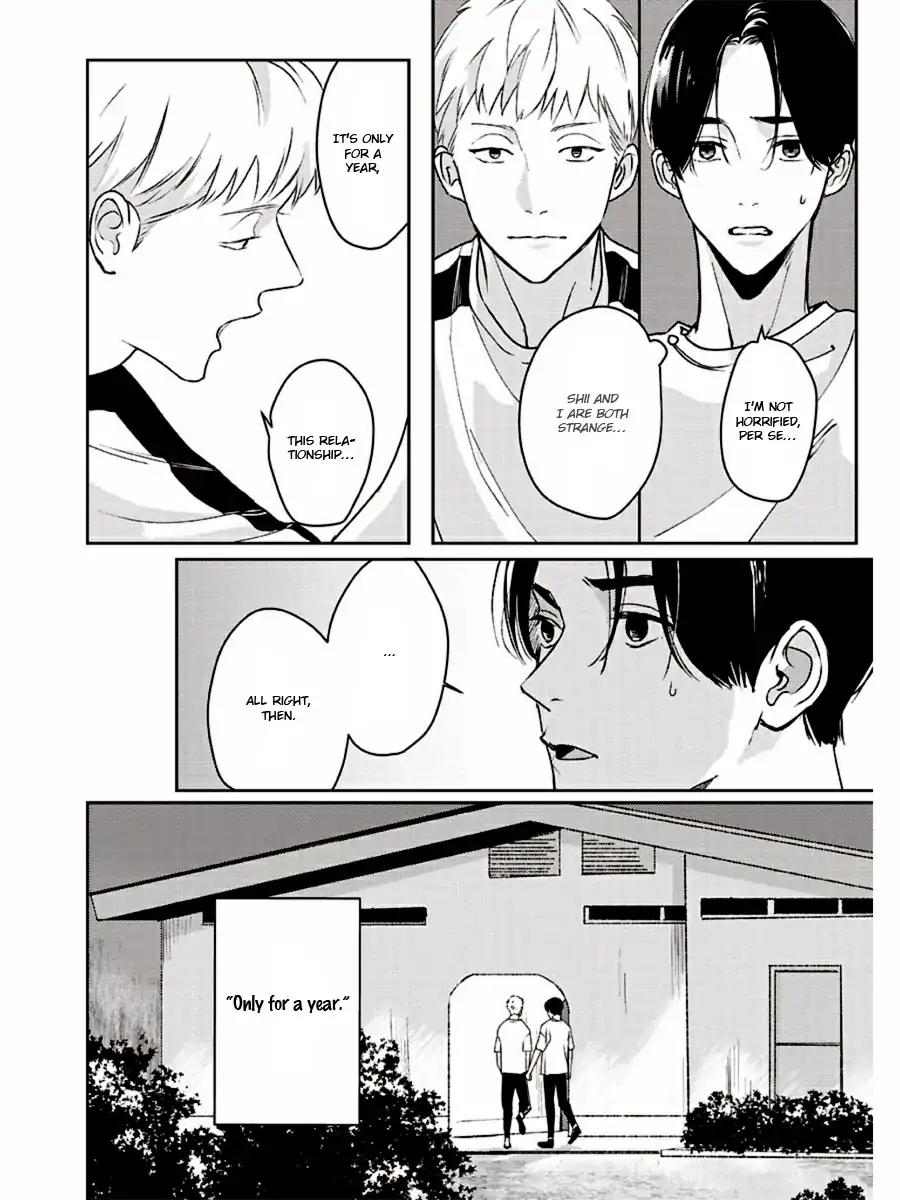 I'M NOT
HORRIFIED,
PER SE...
SHII AND
I ARE BOTH
STRANGE...
IT'S ONLY
FOR A
YEAR,
THIS RELA-
TIONSHIP...
...
ALL RIGHT,
THEN.
"Only for a year."